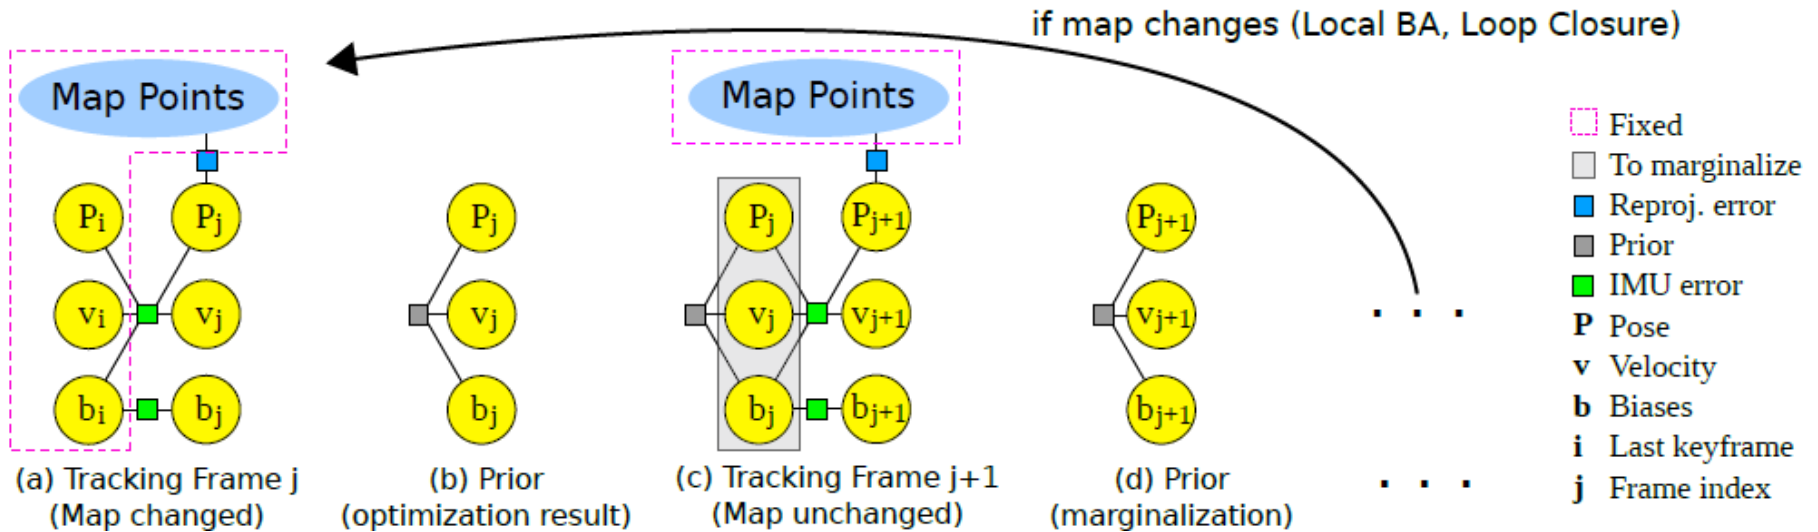 if map changes (Local BA, Loop Closure)
Map Points
Map Points
Pi
Pj
vi
vj
bi
bj
Pj
vj
bj
Pj
Pj+1
vj
vj+1
bj
bj+1
Pj+1
vj+1
bj+1
. . .
. . .
(a) Tracking Frame j
(Map changed)
(b) Prior
(optimization result)
(c) Tracking Frame j+1
(Map unchanged)
(d) Prior
(marginalization)
Fixed
To marginalize
Reproj. error
Prior
IMU error
P Pose
v Velocity
b Biases
i Last keyframe
j Frame index